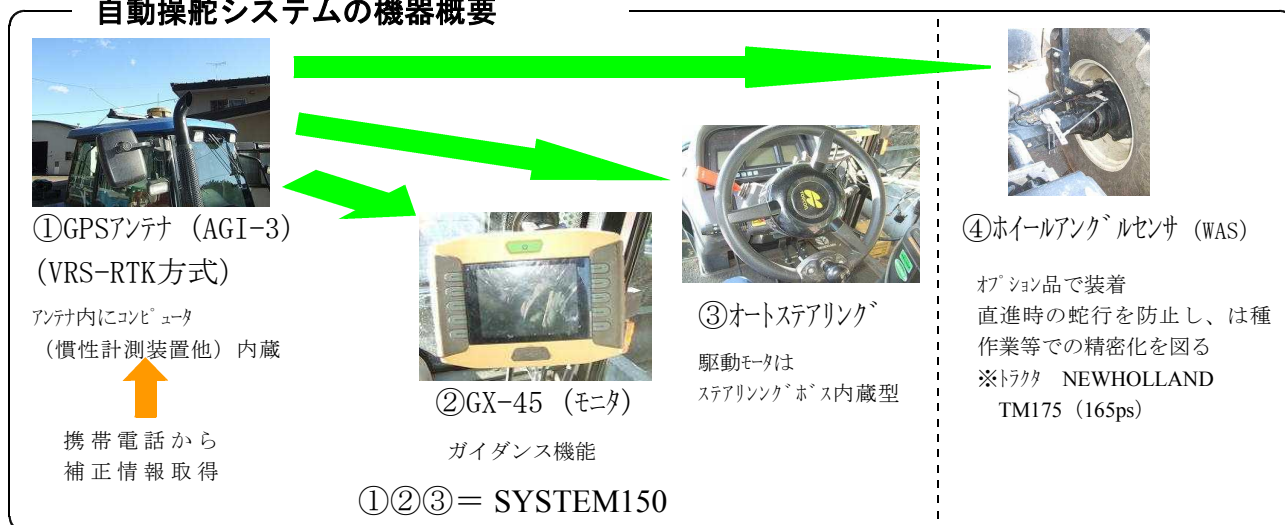 自動操舵システムの機器概要
①GPSアンテナ (AGI-3)
(VRS-RTK方式)
アンテナ内にコンピュータ
(慣性計測装置他)内蔵
携帯電話から
補正情報取得
②GX-45 (モニタ)
ガイダンス機能
①②③= SYSTEM150
③オートステアリング
駆動モータは
ステアリンングボス内蔵型
④ホイールアングルセンサ (WAS)
オプション品で装着
直進時の蛇行を防止し、は種
作業等での精密化を図る
※トラクタ NEWHOLLAND
TM175(165ps)